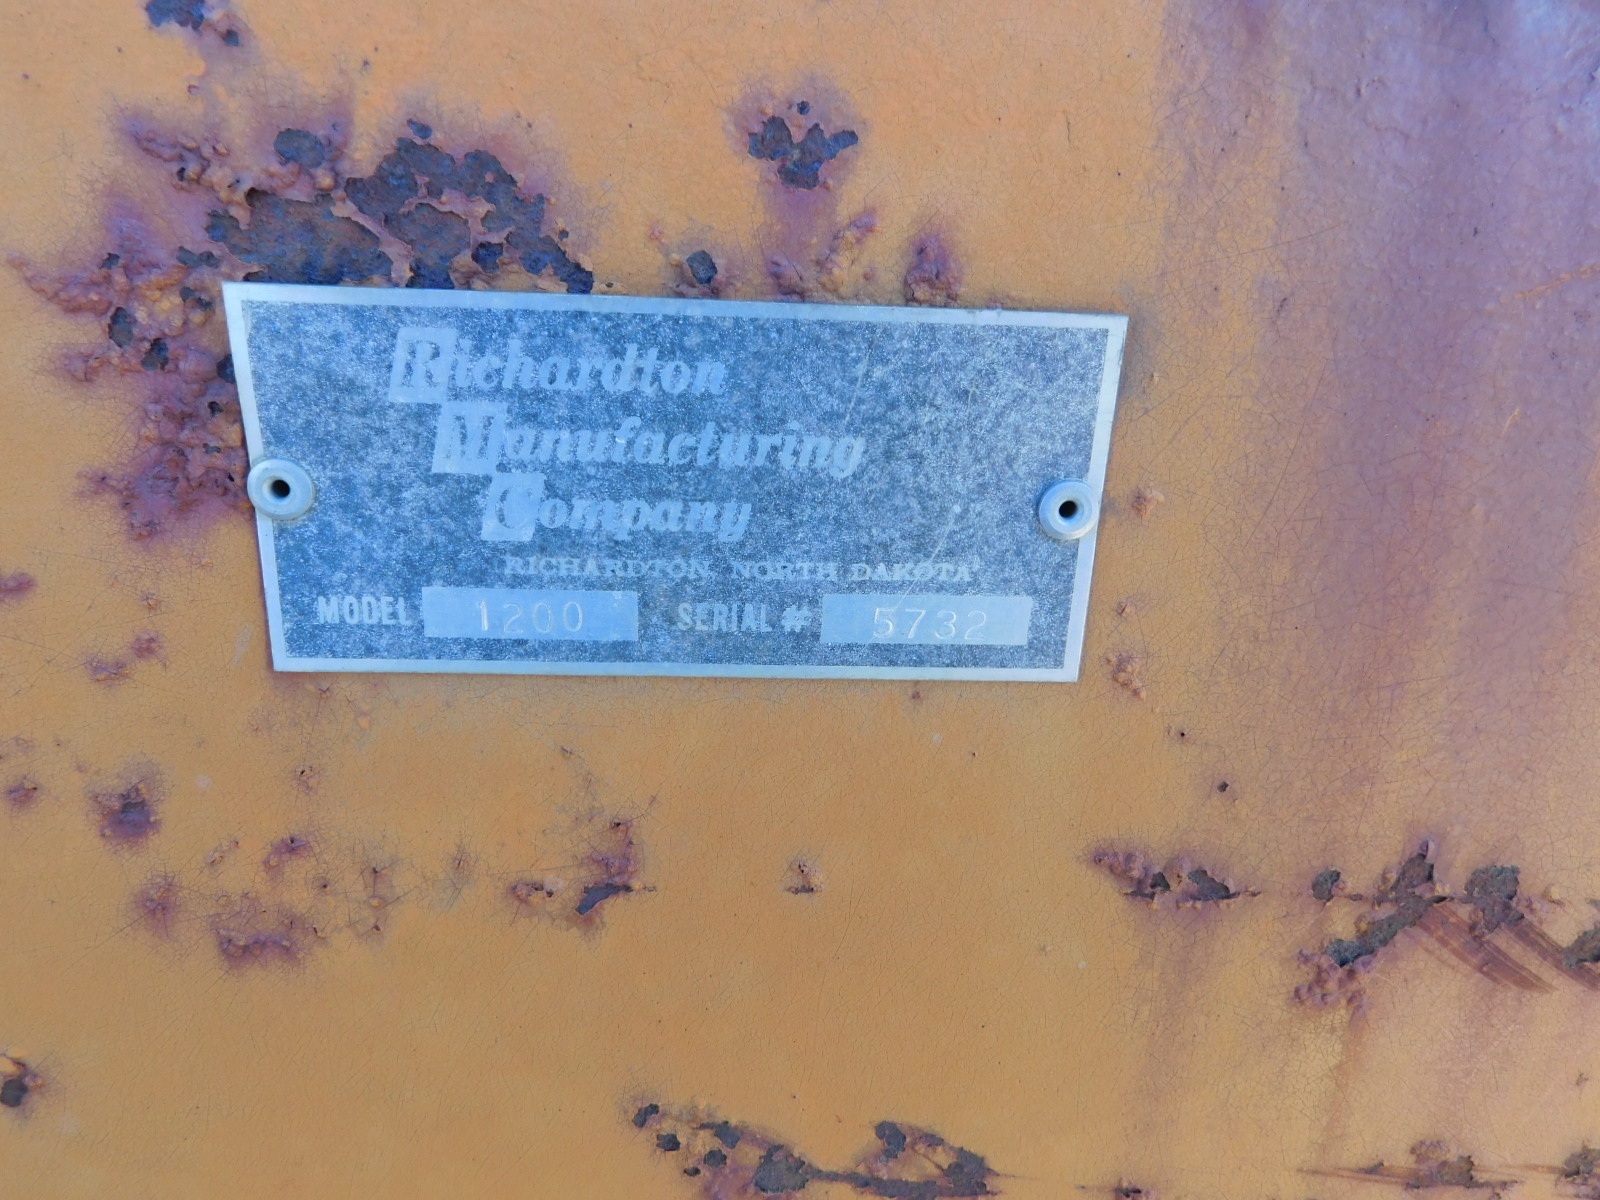 Richardton
Manufacturing
Company
RICHARDTON, NORTH DAKOTA
MODEL 1200 SERIAL # 5732